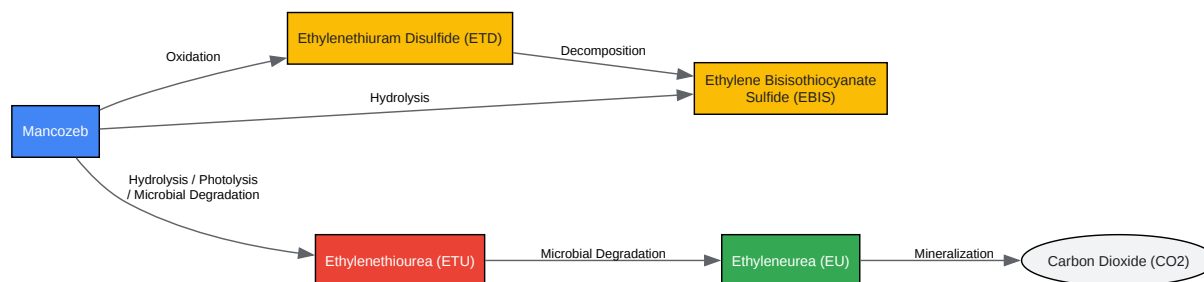 Ethylenethiuram Disulfide (ETD)
Oxidation
Decomposition
Ethylene Bisisothiocyanate
Sulfide (EBIS)
Hydrolysis
Mancozeb
Hydrolysis / Photolysis
/ Microbial Degradation
Ethylenethiourea (ETU)
Microbial Degradation
Ethyleneurea (EU)
Mineralization
Carbon Dioxide (CO2)